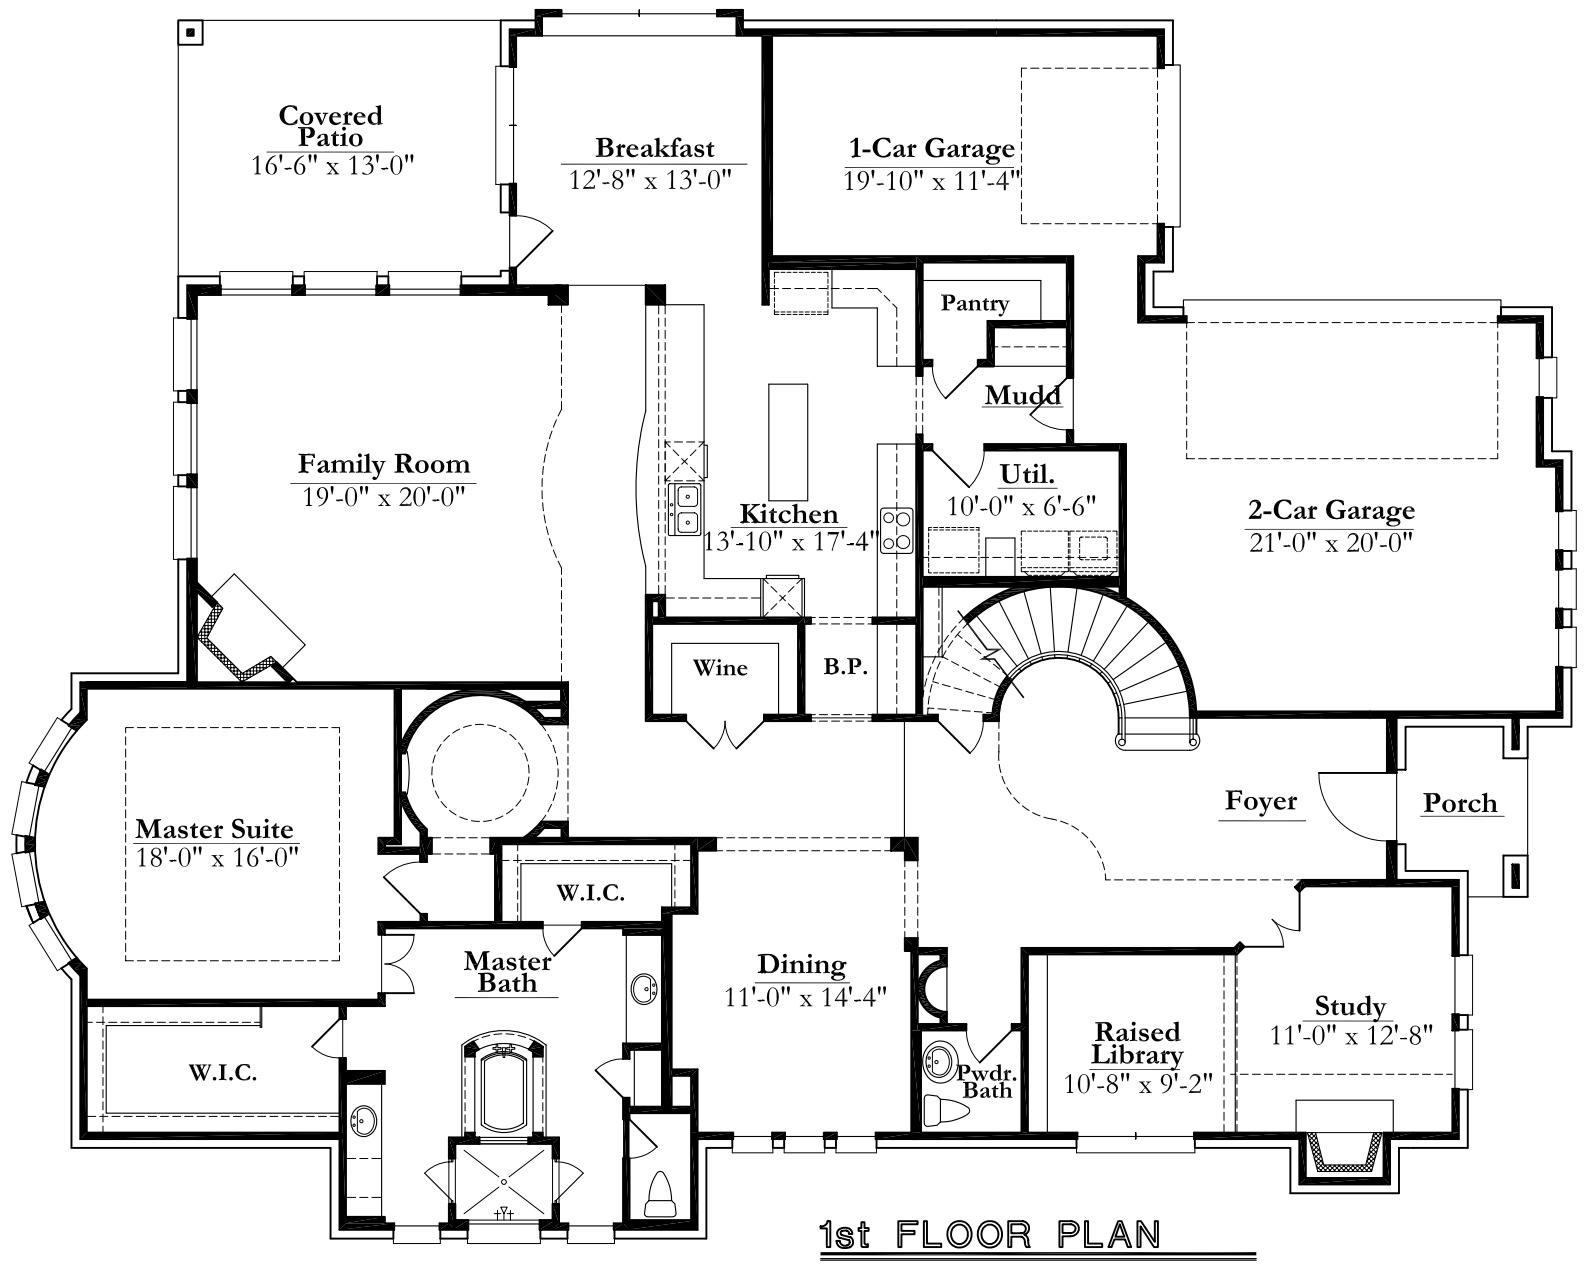 Covered
Patio
16'-6" x 13'-0"
Breakfast
12'-8" x 13'-0"
1-Car Garage
19'-10" x 11'-4"
Pantry
Mudd
Family Room
19'-0" x 20'-0"
Kitchen
13'-10" x 17'-4"
Util.
10'-0" x 6'-6"
2-Car Garage
21'-0" x 20'-0"
Wine
B.P.
Master Suite
18'-0" x 16'-0"
Foyer
Porch
W.I.C.
Master
Bath
Dining
11'-0" x 14'-4"
Study
11'-0" x 12'-8"
Raised
Library
10'-8" x 9'-2"
W.I.C.
Pwdr.
Bath
1st FLOOR PLAN